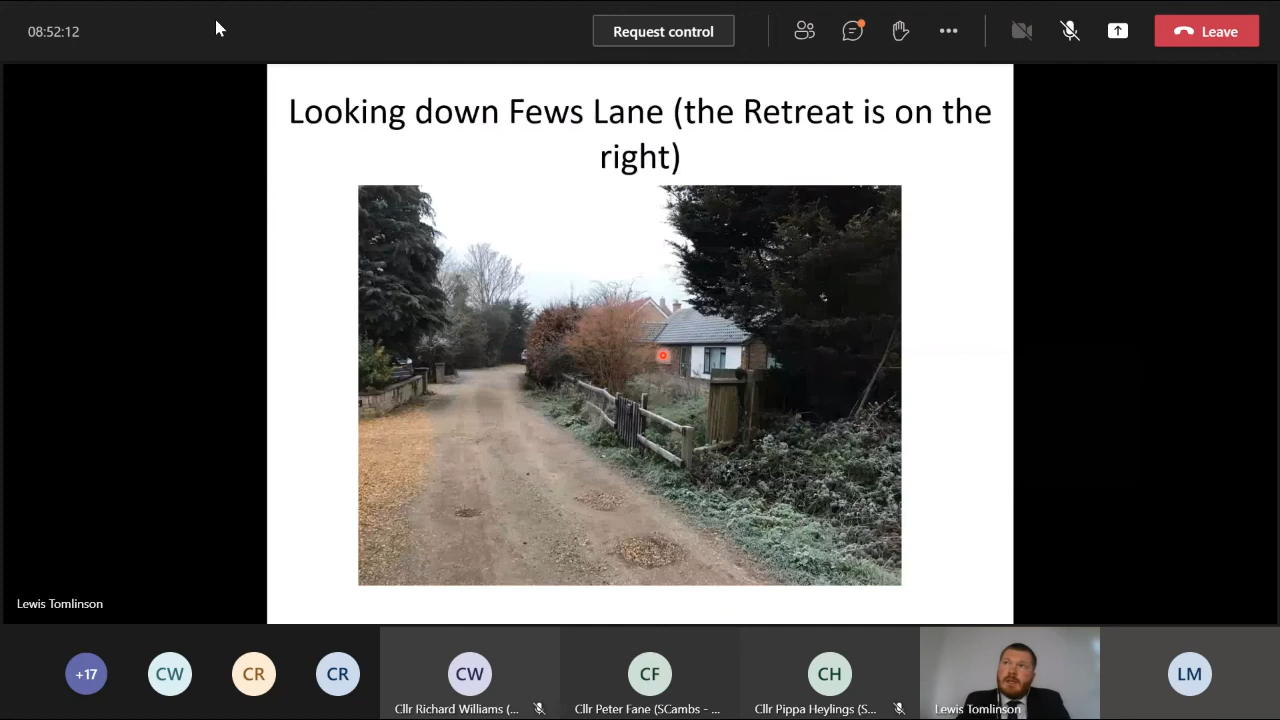 08:52:12
Request control
Leave
Looking down Fews Lane (the Retreat is on the
right)
Lewis Tomlinson
+17
CW
CR
CR
CW
CF
CH
LM
Cllr Richard Williams (...
Cllr Peter Fane (SCambs - ...
Cllr Pippa Heylings (S...
Lewis Tomlinson